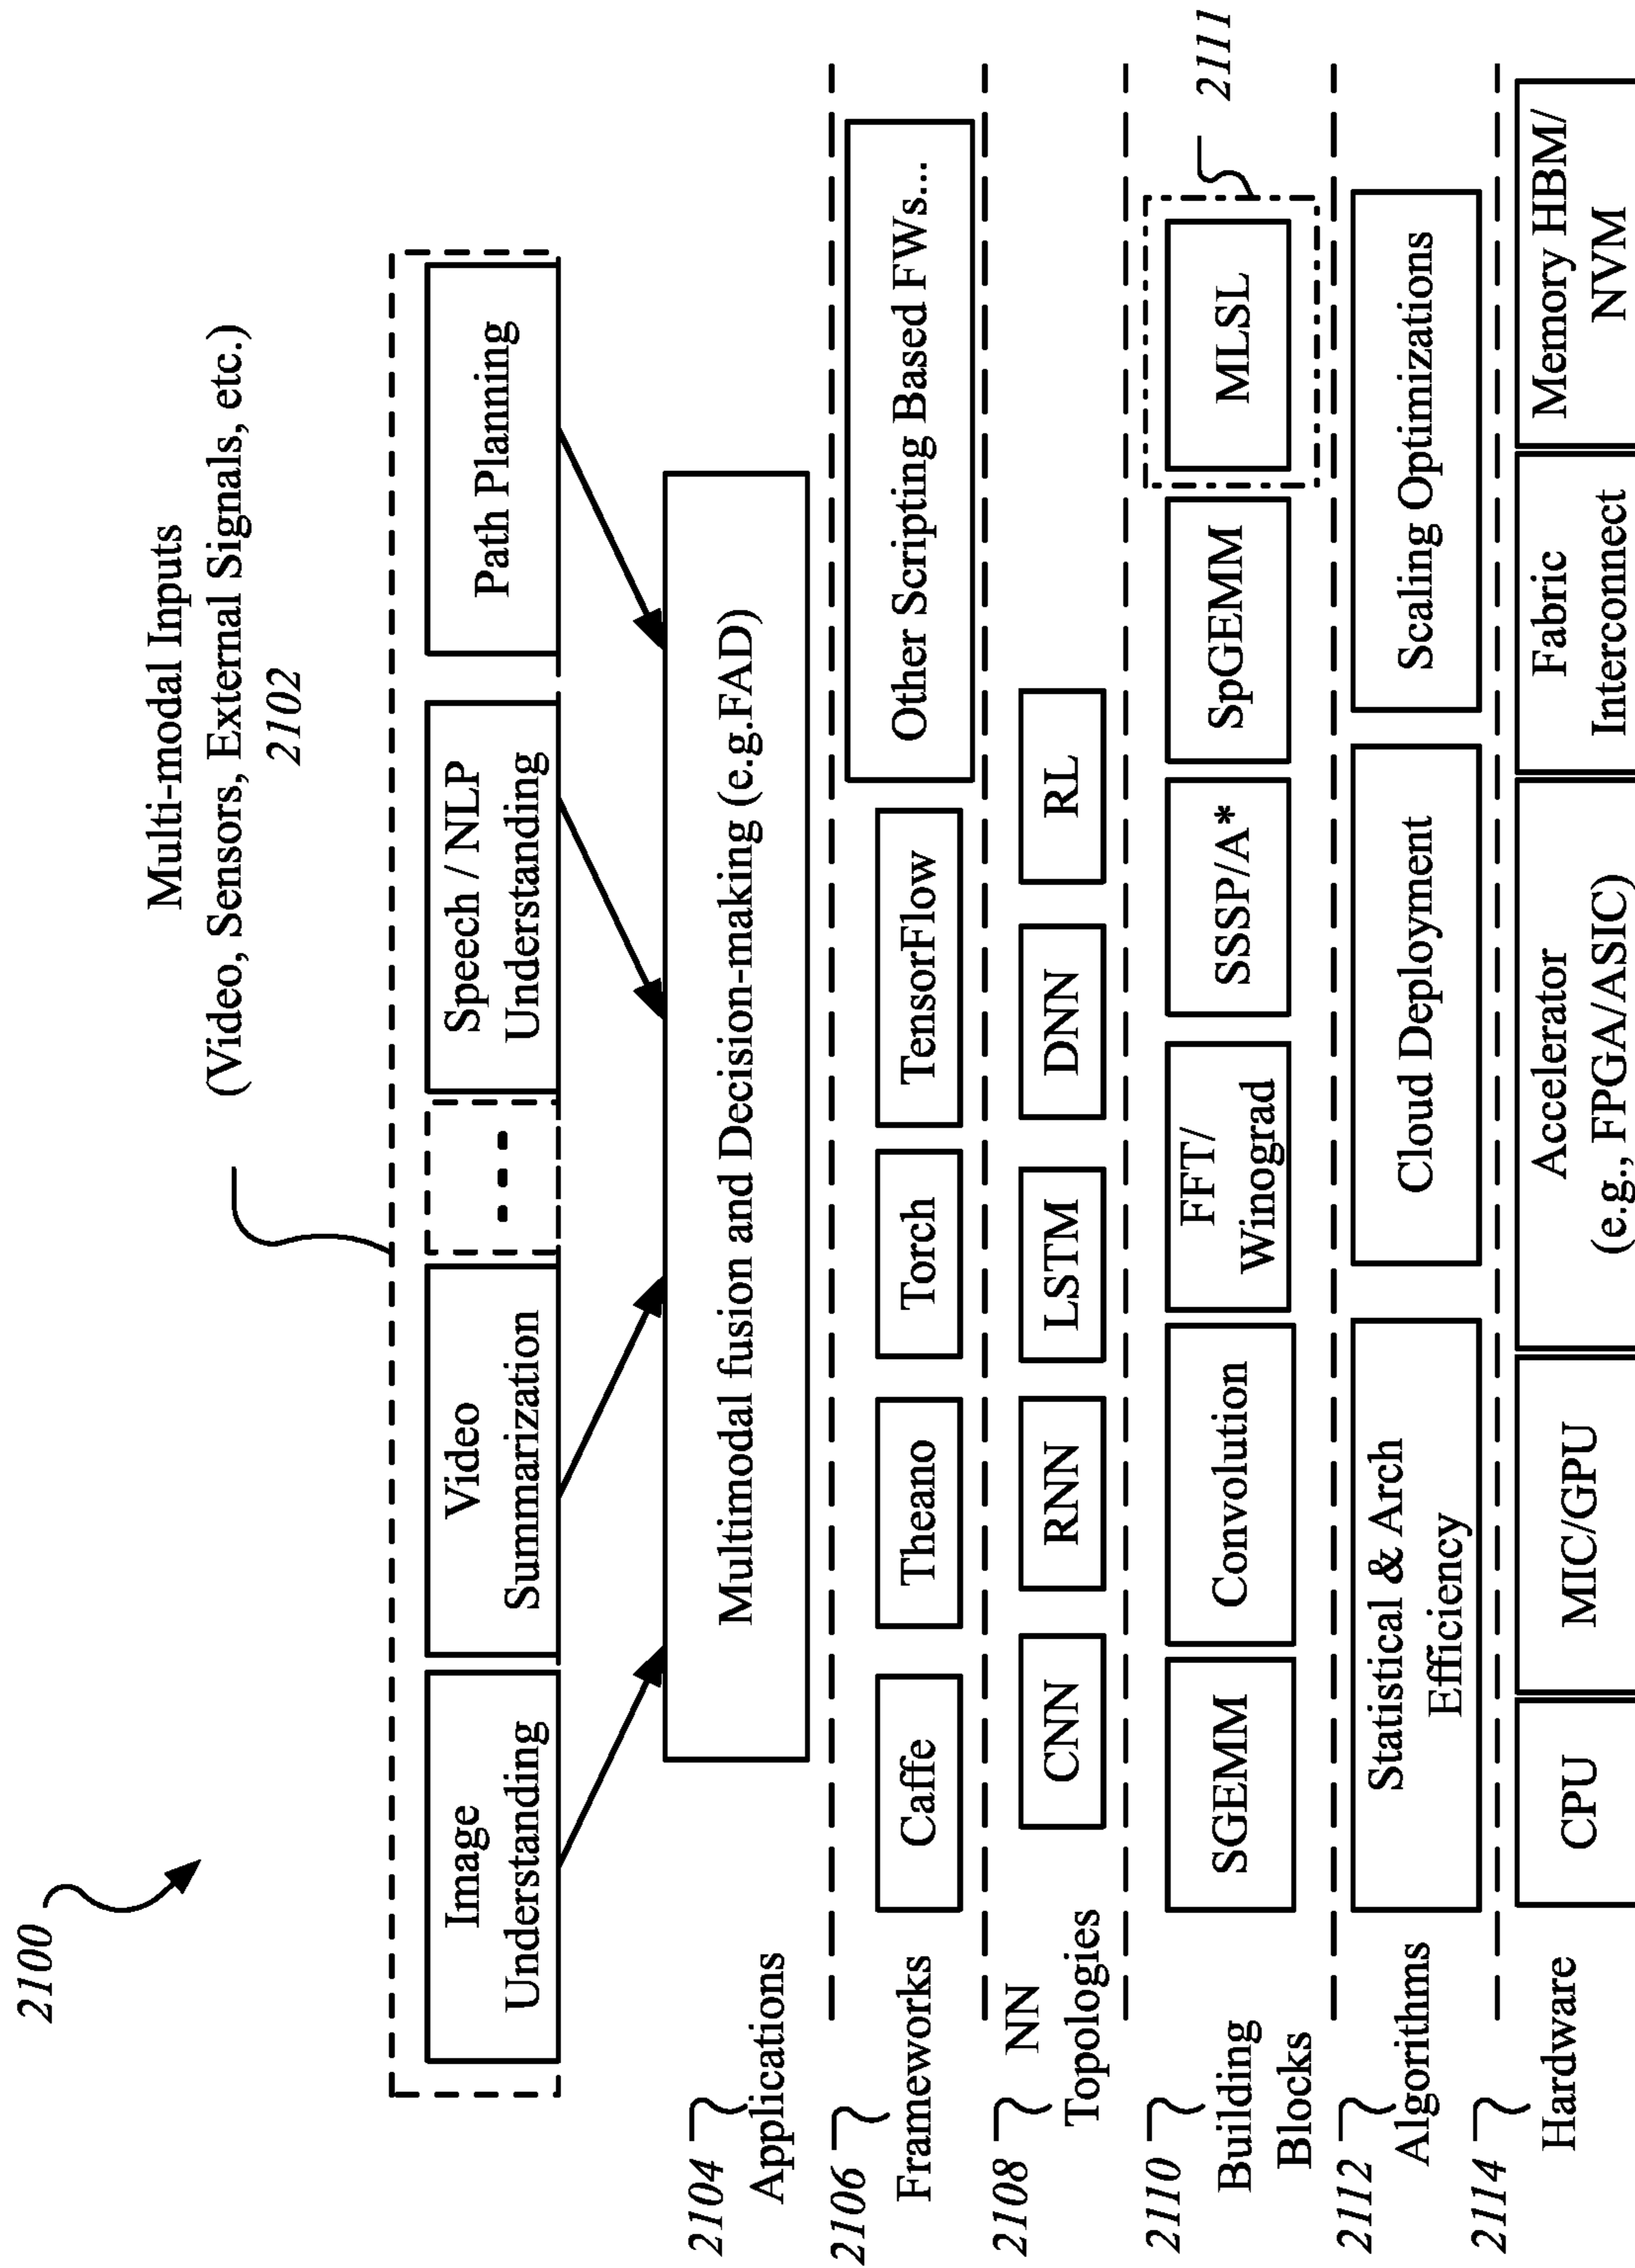 2100
Multi-modal Inputs
(Video, Sensors, External Signals, etc.)
2102
Image
Understanding
Video
Summarization
...
Speech / NLP
Understanding
Path Planning
2104
Applications
Multimodal fusion and Decision-making (e.g.FAD)
2106
Frameworks
Caffe
Theano
Torch
TensorFlow
Other Scripting Based FWs...
2108
NN
Topologies
CNN
RNN
LSTM
DNN
RL
2110
Building
Blocks
SGEMM
Convolution
FFT/
Winograd
SSSP/A*
SpGEMM
MLSL
2111
2112
Algorithms
Statistical & Arch
Efficiency
Cloud Deployment
Scaling Optimizations
2114
Hardware
CPU
MIC/GPU
Accelerator
(e.g., FPGA/ASIC)
Fabric
Interconnect
Memory HBM/
NVM